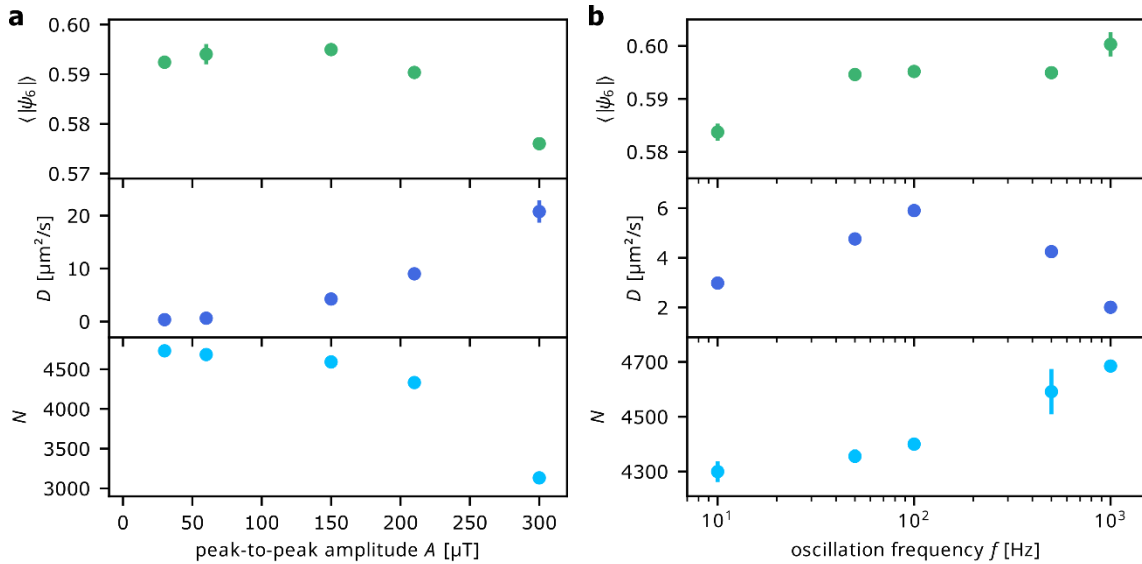 a
⟨ |ψ₆| ⟩
0.60
0.59
0.58
0.57
D [µm²/s]
20
10
0
N
4500
4000
3500
3000
0 50 100 150 200 250 300
peak-to-peak amplitude A [µT]
b
⟨ |ψ₆| ⟩
0.60
0.59
0.58
D [µm²/s]
6
4
2
N
4700
4500
4300
10¹ 10² 10³
oscillation frequency f [Hz]